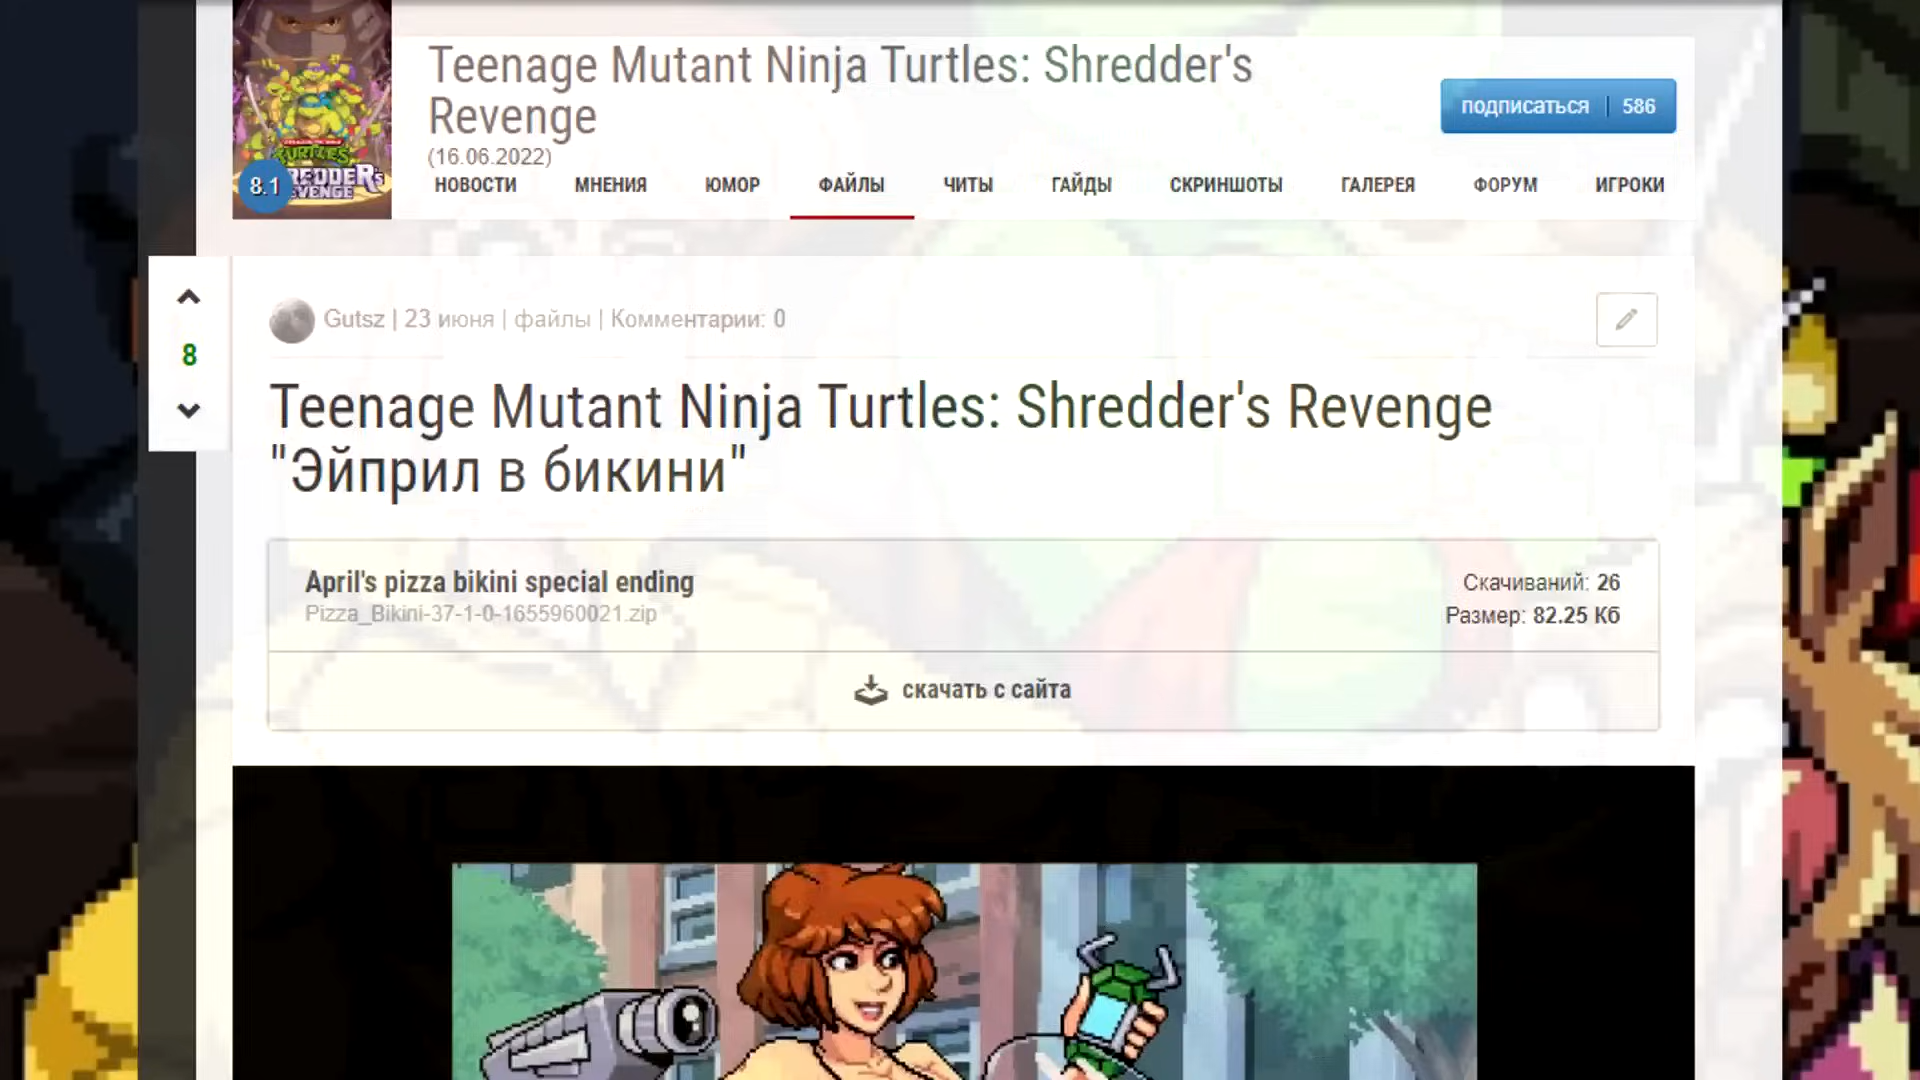 Teenage Mutant Ninja Turtles: Shredder's
Revenge
(16.06.2022)
подписаться | 586
TURTLES
SHREDDER'S
REVENGE
8.1
НОВОСТИ МНЕНИЯ ЮМОР ФАЙЛЫ ЧИТЫ ГАЙДЫ СКРИНШОТЫ ГАЛЕРЕЯ ФОРУМ ИГРОКИ
8
Gutsz | 23 июня | файлы | Комментарии: 0
Teenage Mutant Ninja Turtles: Shredder's Revenge
"Эйприл в бикини"
April's pizza bikini special ending
Pizza_Bikini-37-1-0-1655960021.zip
Скачиваний: 26
Размер: 82.25 Кб
скачать с сайта